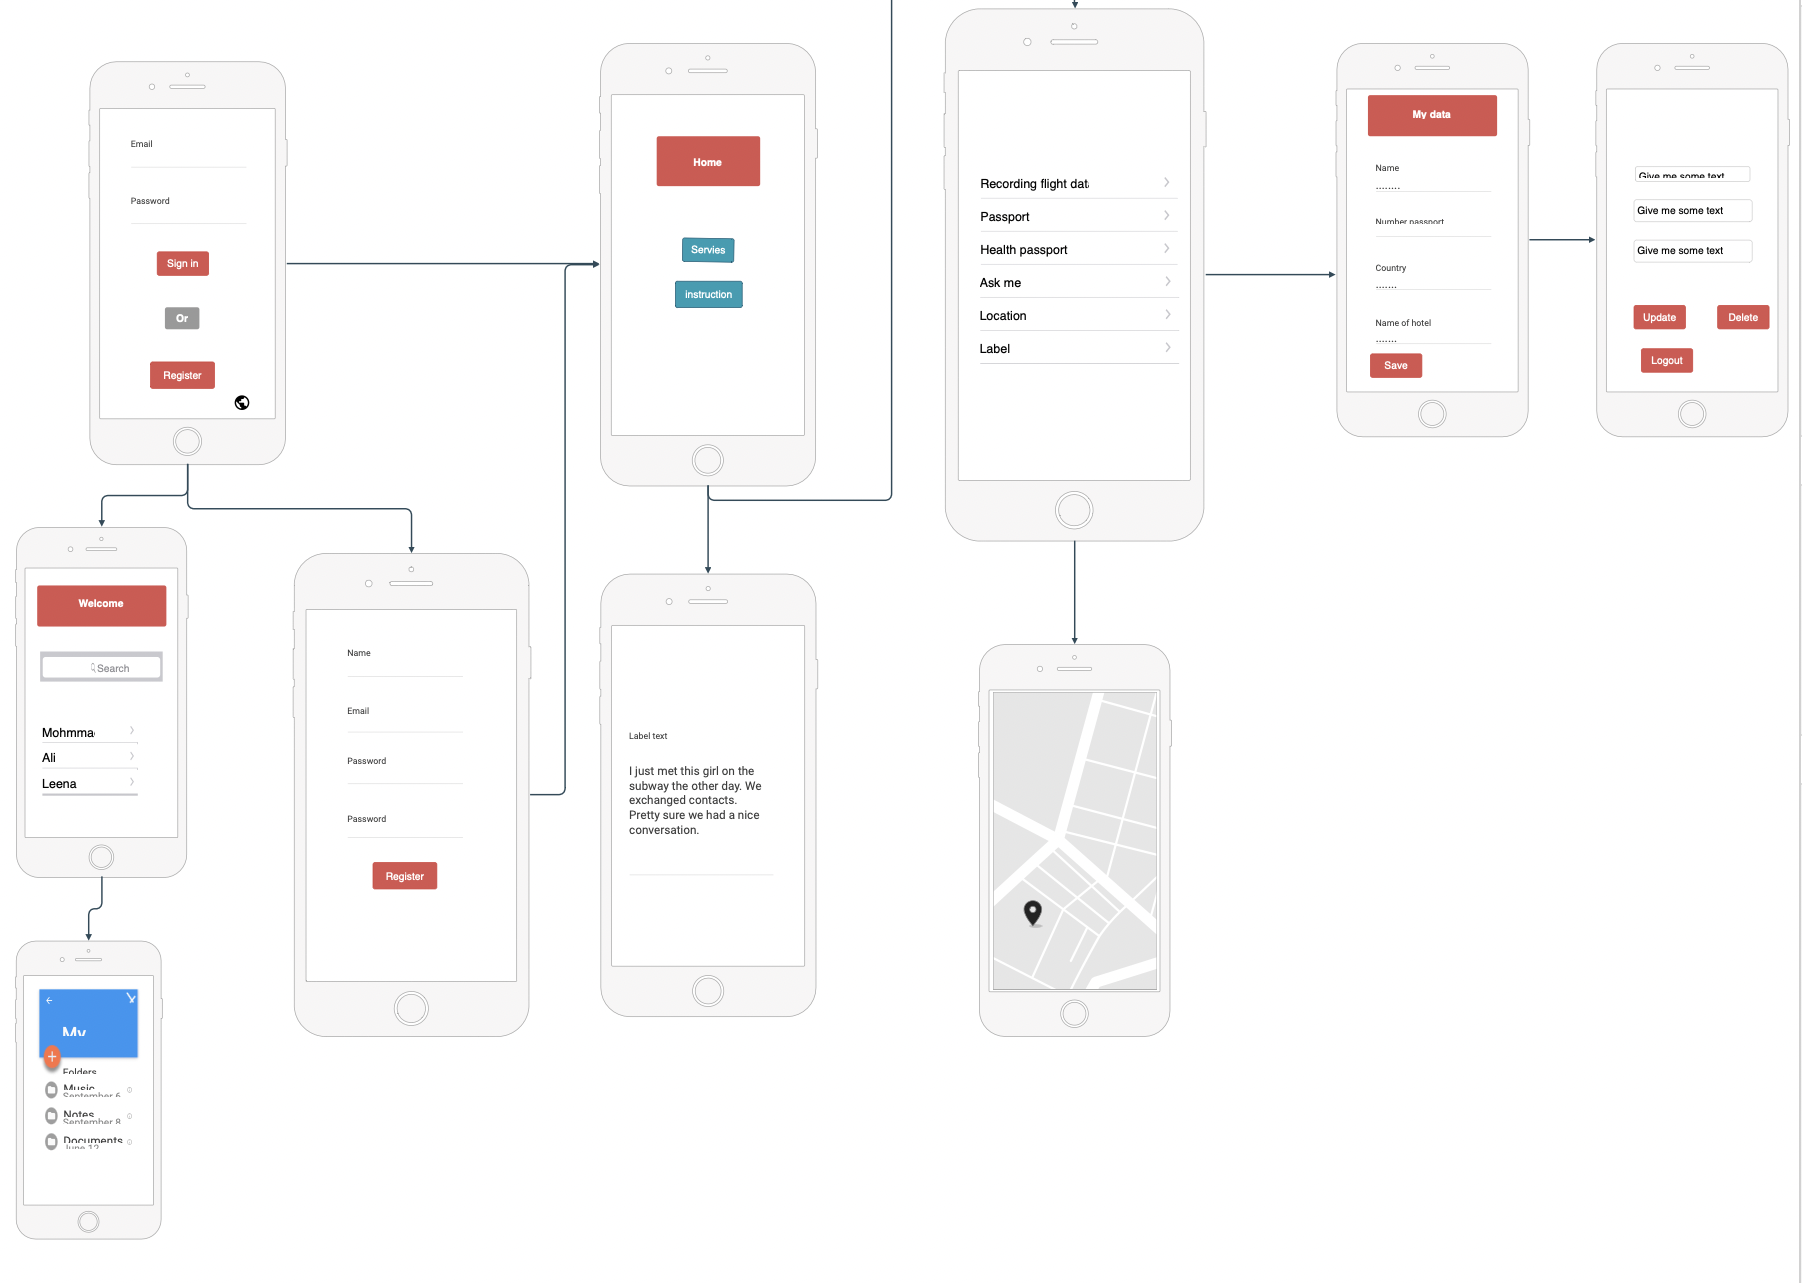 Email
Password
Sign in
Or
Register
Home
Servies
instruction
Recording flight dat
Passport
Health passport
Ask me
Location
Label
My data
Name
........
Number passport
Country
.......
Name of hotel
.......
Save
Give me some text
Give me some text
Give me some text
Update
Delete
Logout
Welcome
Search
Mohmma
Ali
Leena
Name
Email
Password
Password
Register
Label text
I just met this girl on the
subway the other day. We
exchanged contacts.
Pretty sure we had a nice
conversation.
My
Folders
Music
September 6
Notes
September 8
Documents
June 12